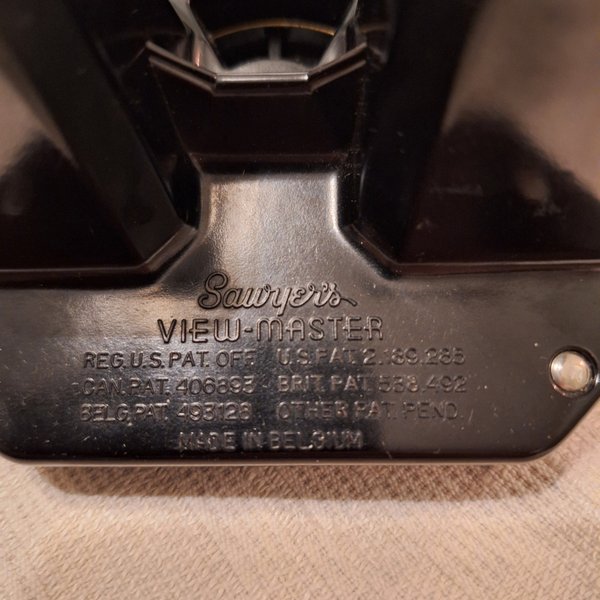 Sawyer's
VIEW-MASTER
REG. U.S. PAT. OFF. U.S. PAT. 2.189.285
CAN. PAT. 406893 BRIT. PAT. 538.492
BELG. PAT. 493128 OTHER PAT. PEND.
MADE IN BELGIUM